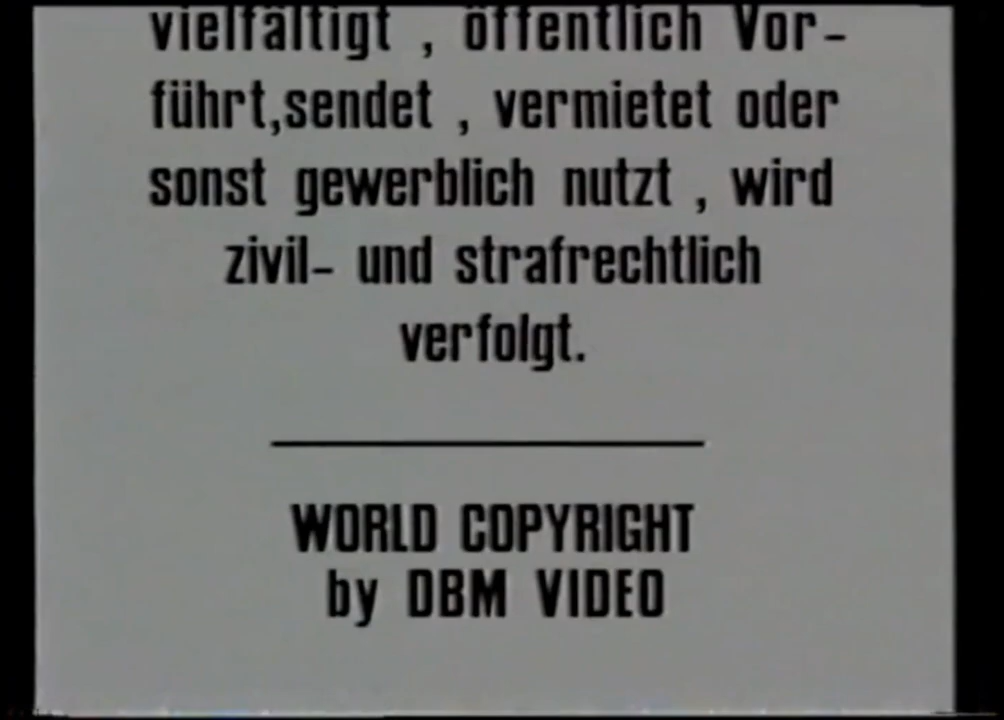 vielfältigt , öffentlich Vor-
führt,sendet , vermietet oder
sonst gewerblich nutzt , wird
zivil- und strafrechtlich
verfolgt.
WORLD COPYRIGHT
by DBM VIDEO